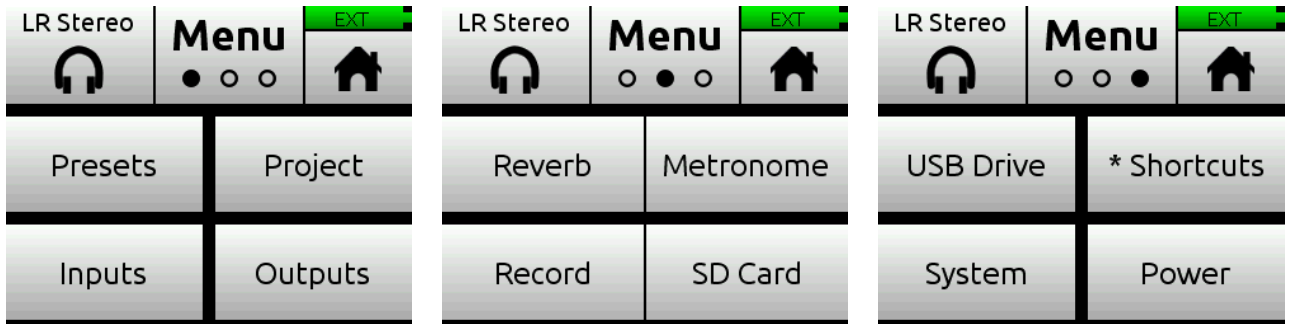 LR Stereo
Menu
EXT
Presets
Project
Inputs
Outputs
LR Stereo
Menu
EXT
Reverb
Metronome
Record
SD Card
LR Stereo
Menu
EXT
USB Drive
* Shortcuts
System
Power